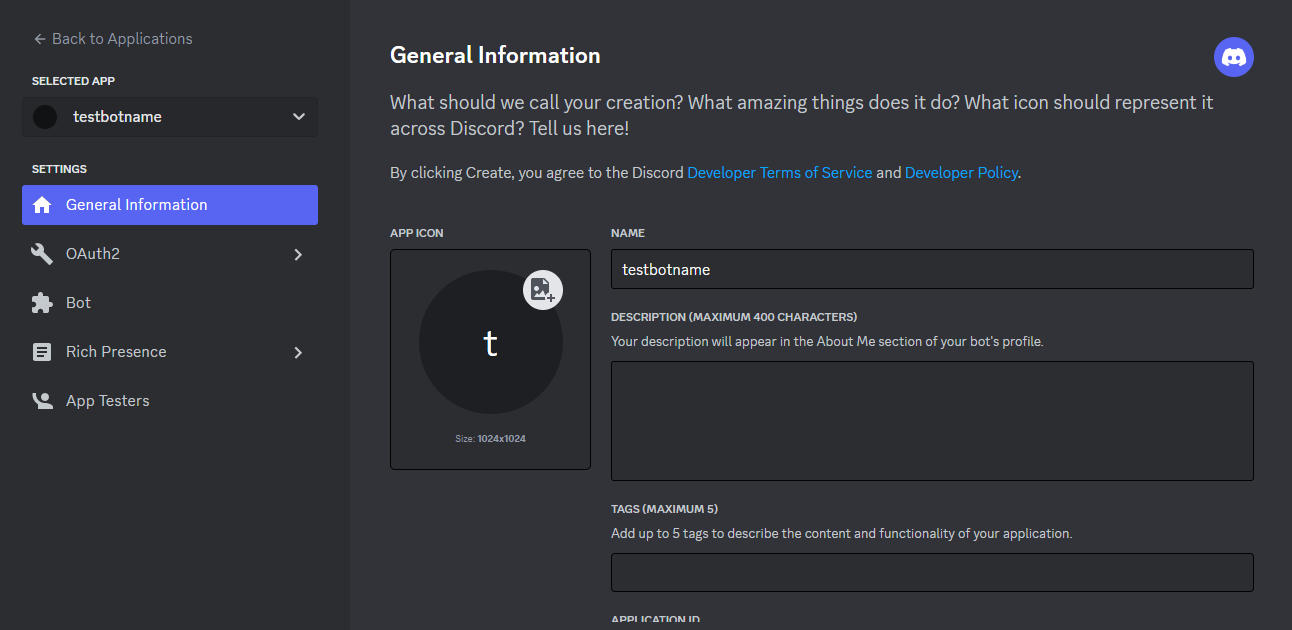 Back to Applications
SELECTED APP
testbotname
SETTINGS
General Information
OAuth2
Bot
Rich Presence
App Testers
General Information
What should we call your creation? What amazing things does it do? What icon should represent it
across Discord? Tell us here!
By clicking Create, you agree to the Discord Developer Terms of Service and Developer Policy.
APP ICON
t
Size: 1024x1024
NAME
testbotname
DESCRIPTION (MAXIMUM 400 CHARACTERS)
Your description will appear in the About Me section of your bot's profile.
TAGS (MAXIMUM 5)
Add up to 5 tags to describe the content and functionality of your application.
APPLICATION ID